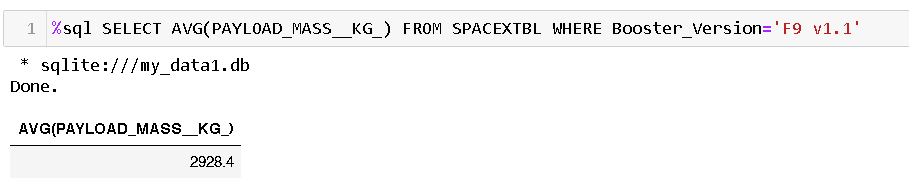 1 %sql SELECT AVG(PAYLOAD_MASS__KG_) FROM SPACEXTBL WHERE Booster_Version='F9 v1.1'
* sqlite:///my_data1.db
Done.
AVG(PAYLOAD_MASS__KG_)
2928.4